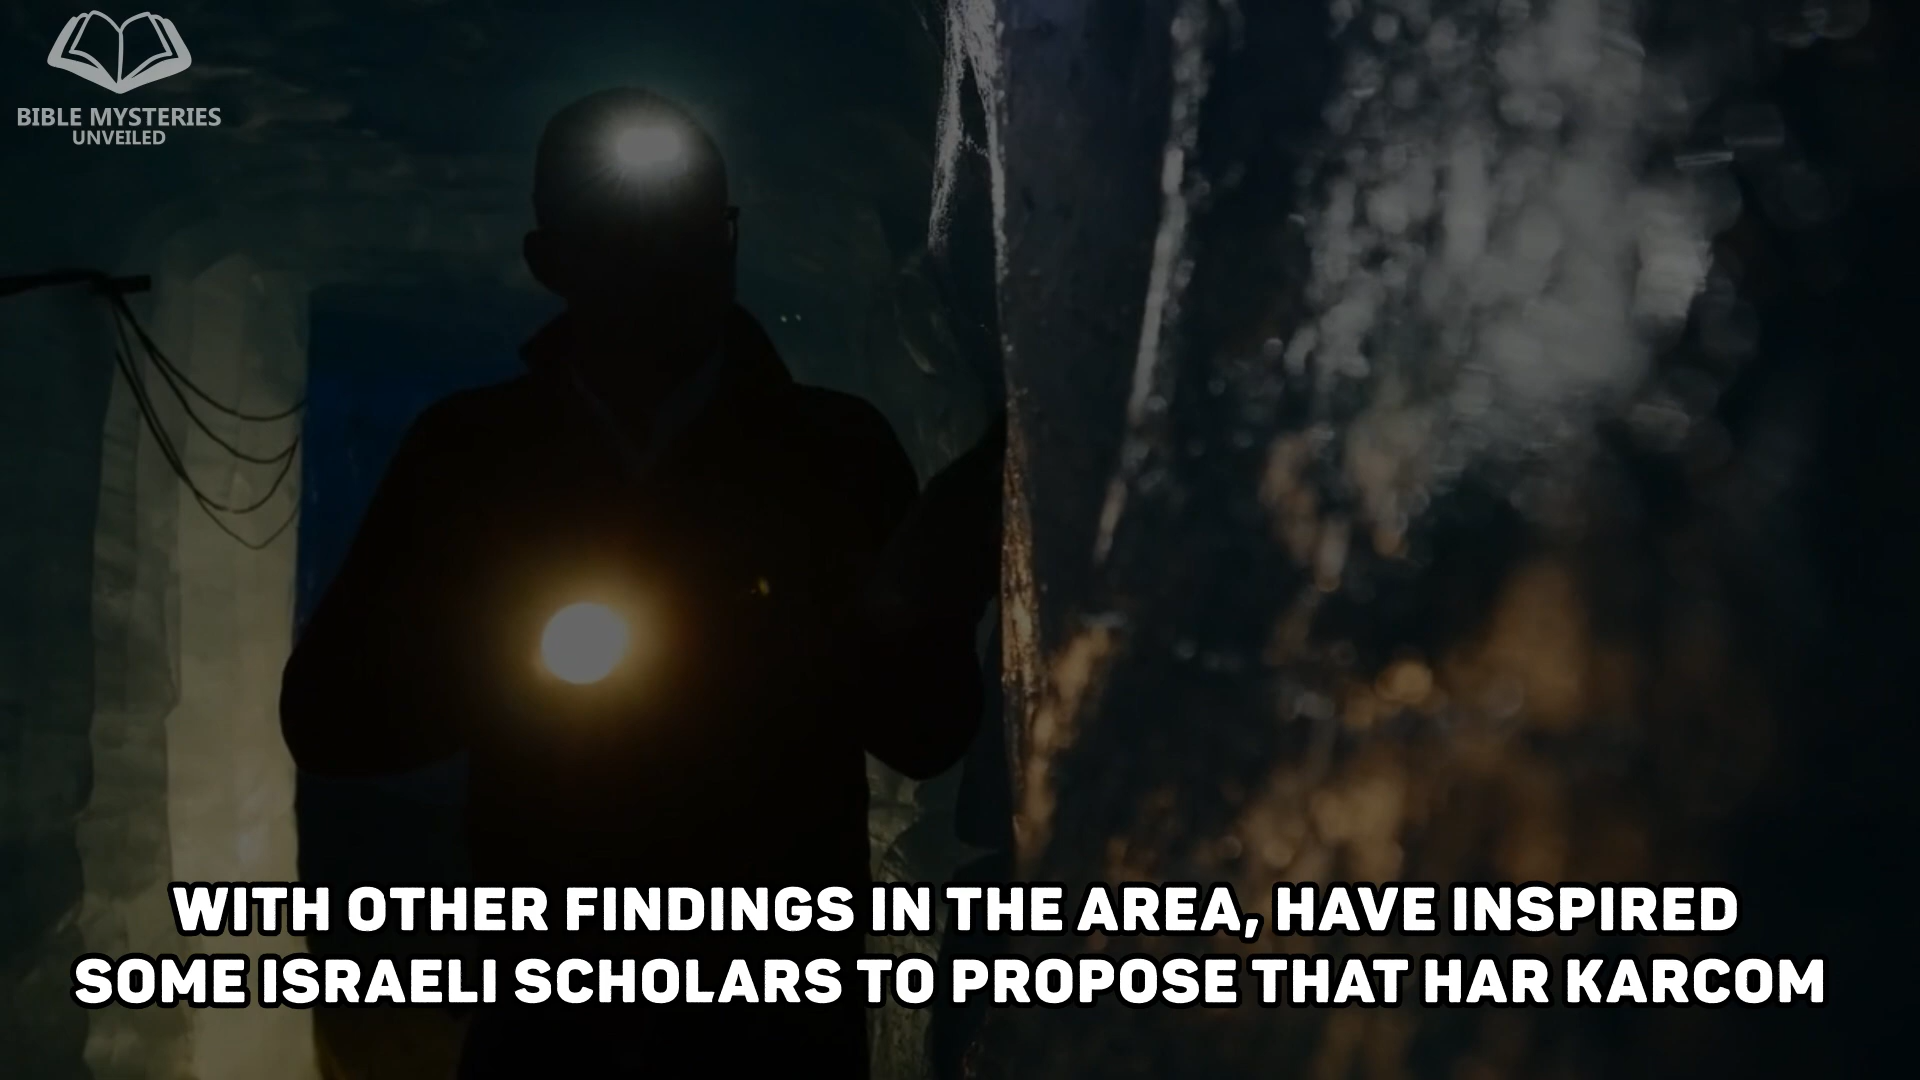 BIBLE MYSTERIES
UNVEILED
WITH OTHER FINDINGS IN THE AREA, HAVE INSPIRED
SOME ISRAELI SCHOLARS TO PROPOSE THAT HAR KARCOM